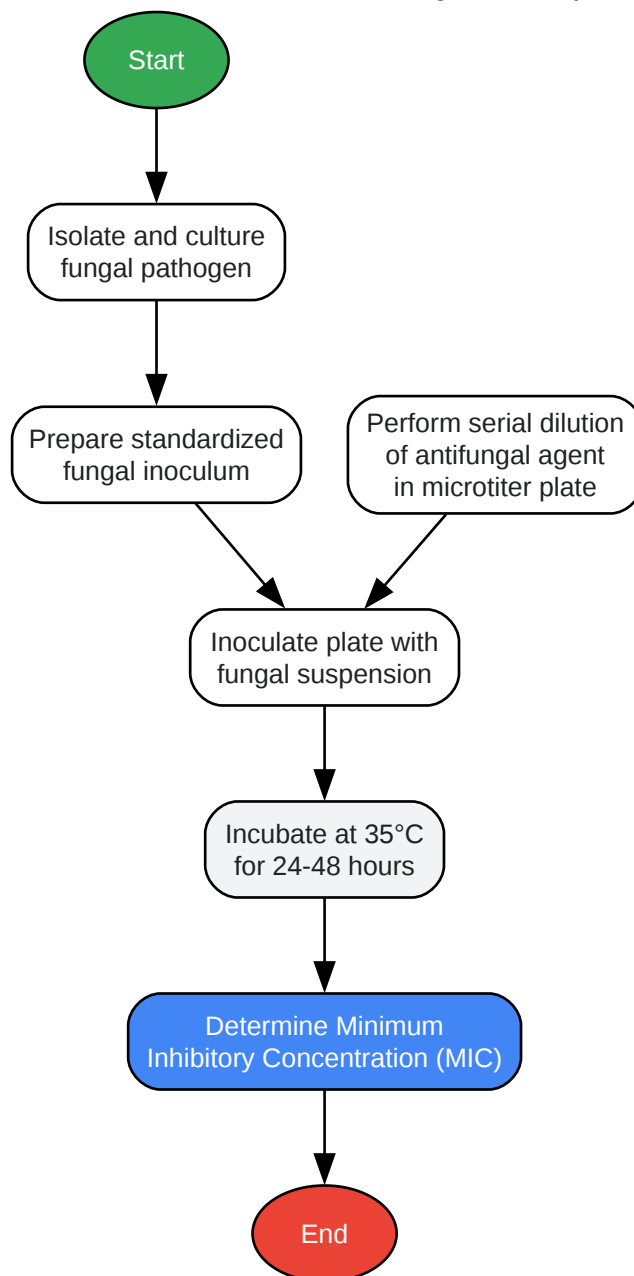 Start
Isolate and culture
fungal pathogen
Prepare standardized
fungal inoculum
Perform serial dilution
of antifungal agent
in microtiter plate
Inoculate plate with
fungal suspension
Incubate at 35°C
for 24-48 hours
Determine Minimum
Inhibitory Concentration (MIC)
End